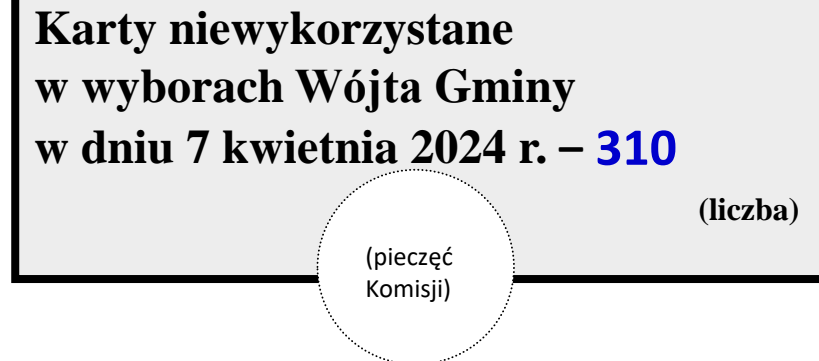 Karty niewykorzystane
w wyborach Wójta Gminy
w dniu 7 kwietnia 2024 r. – 310
(liczba)
(pieczęć
Komisji)